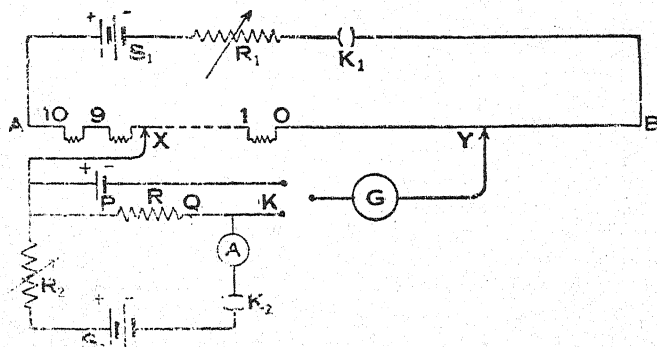 + -
S₁ R₁ K₁
A 10 9 X 1 0 Y B
+ -
P R Q K G
A
R₂ K₂
+ -
S